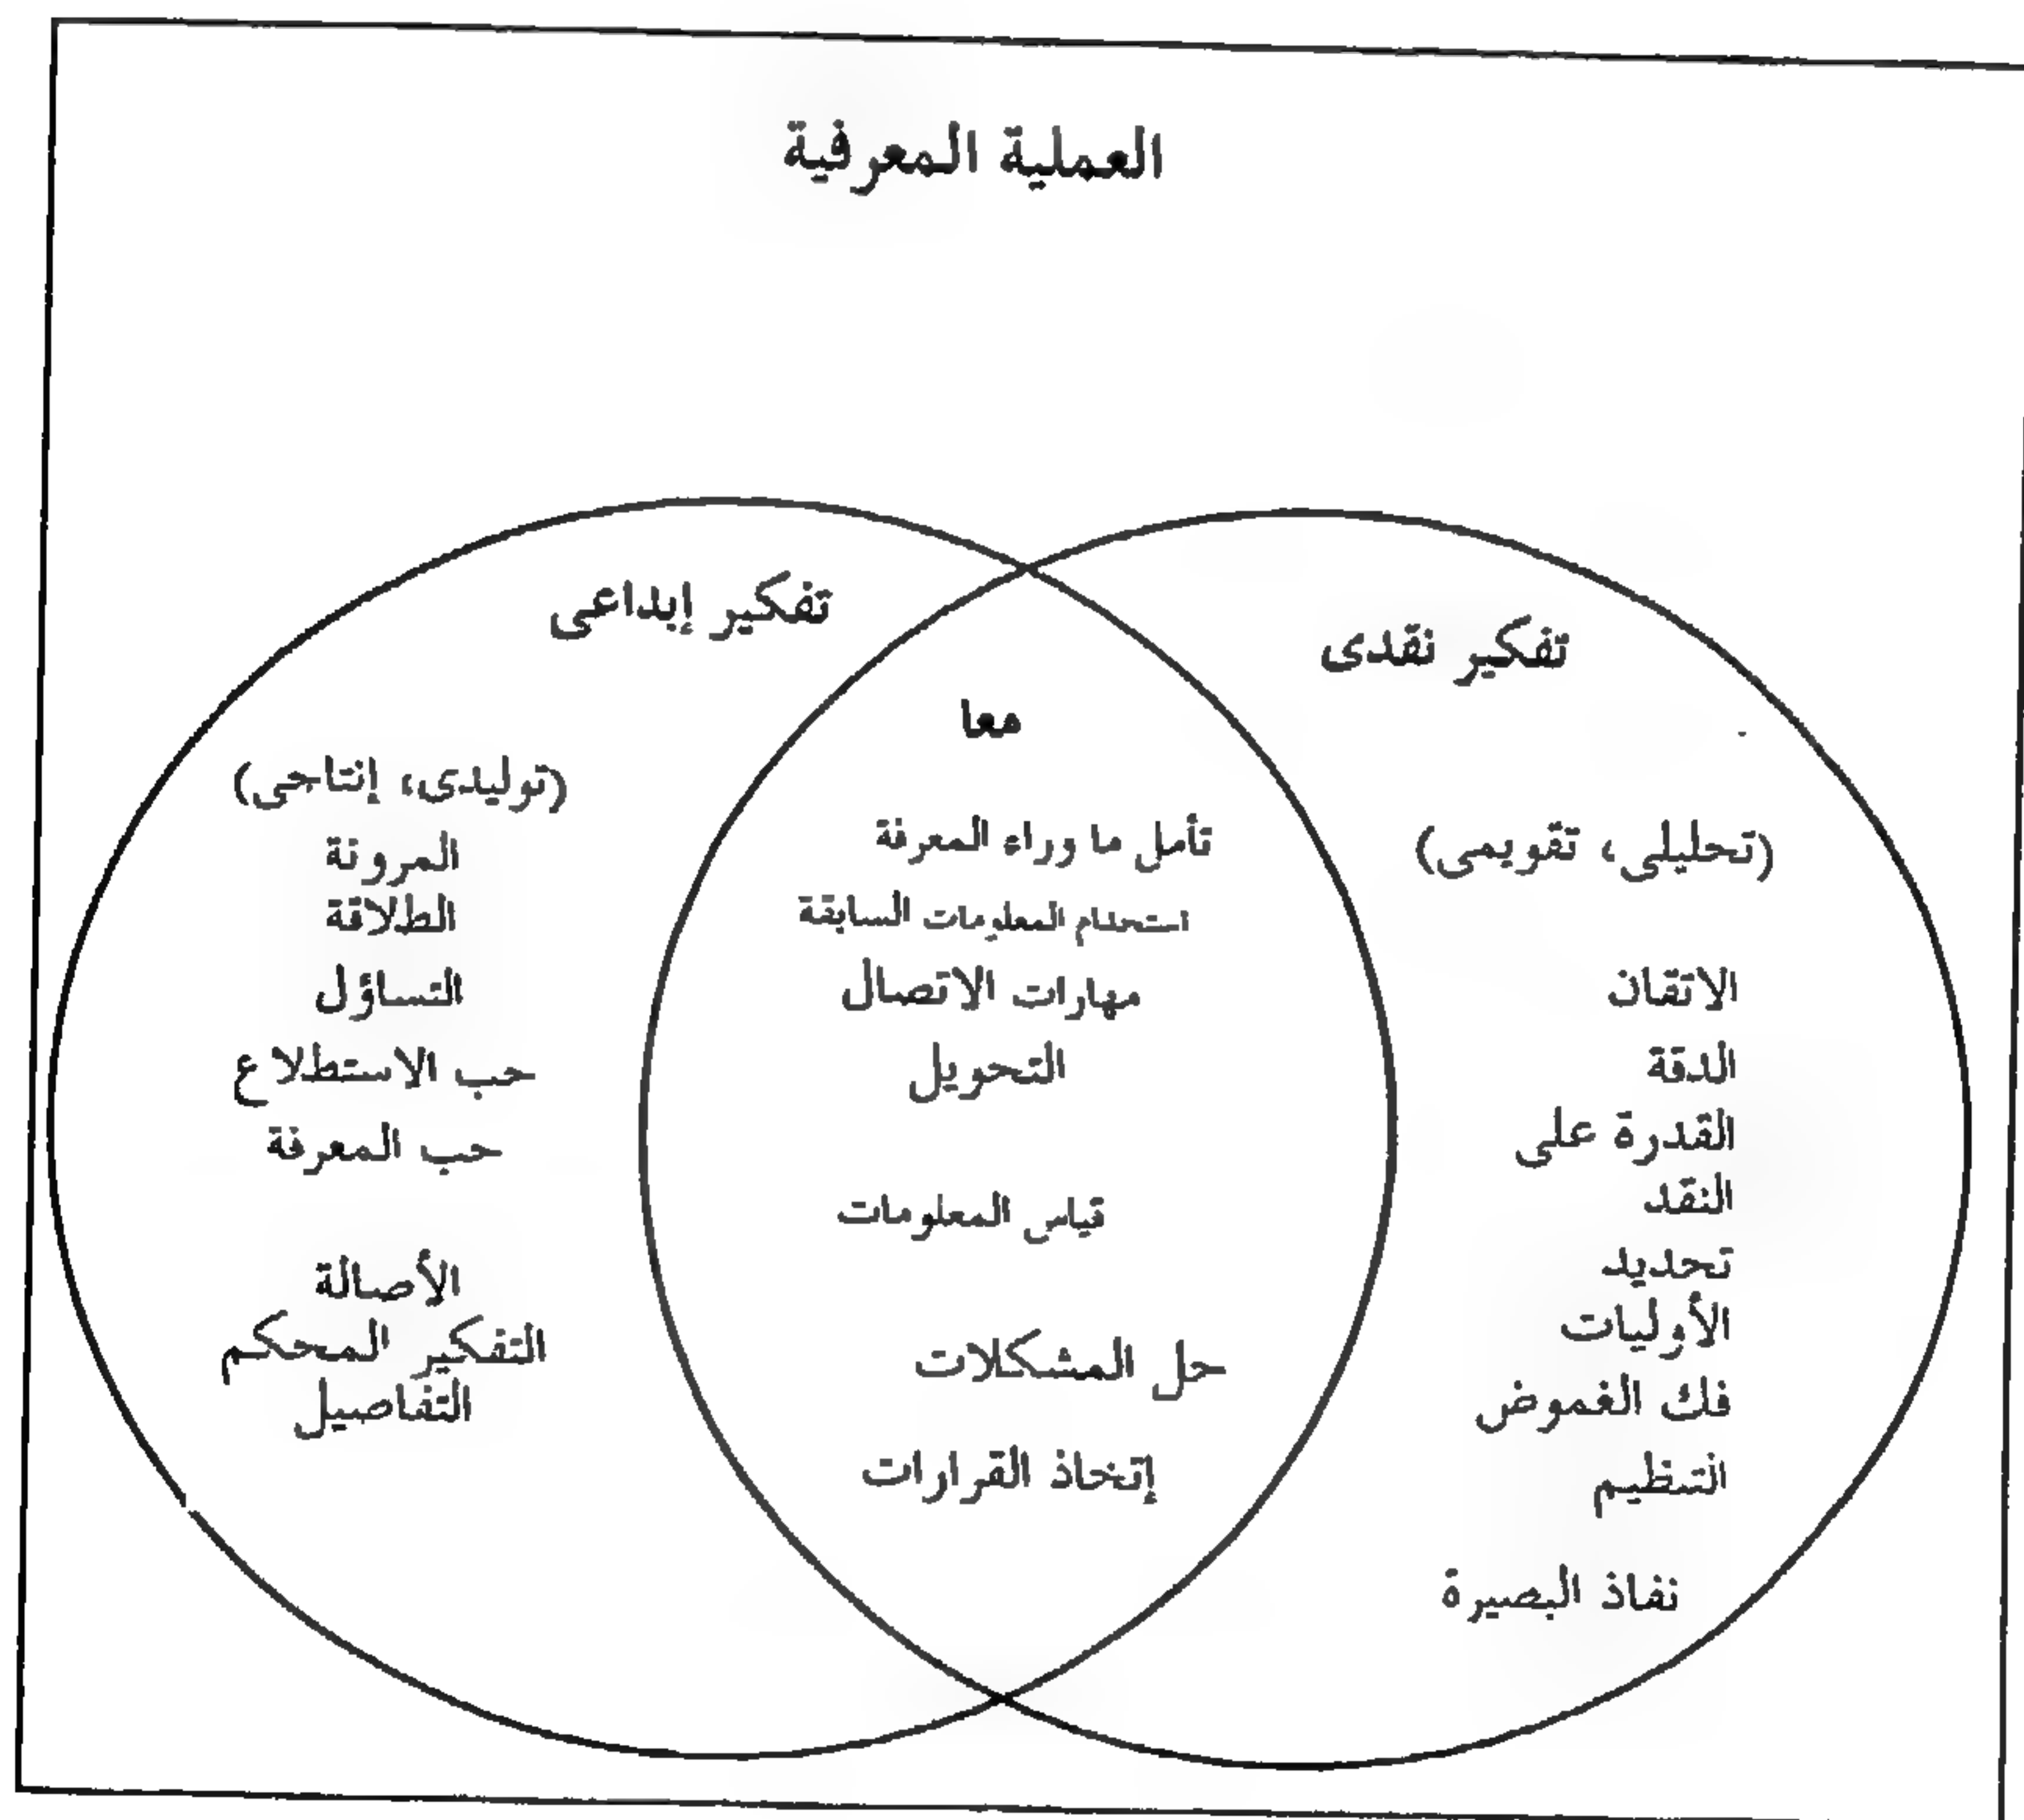 العملية المعرفية
تفكير نقدى
(تحليلى، تقويمى)
الاتقان
الدقة
القدرة على
النقد
تحديد
الأوليات
فك الغموض
التنظيم
نفاذ البصيرة
معا
تأمل ما وراء المعرفة
استخدام المعلومات السابقة
مهارات الاتصال
التحويل
قياس المعلومات
حل المشكلات
إتخاذ القرارات
تفكير إبداعى
(توليدى، إنتاجى)
المرونة
الطلاقة
التساؤل
حب الاستطلاع
حب المعرفة
الأصالة
التفكير المحكم
التفاصيل